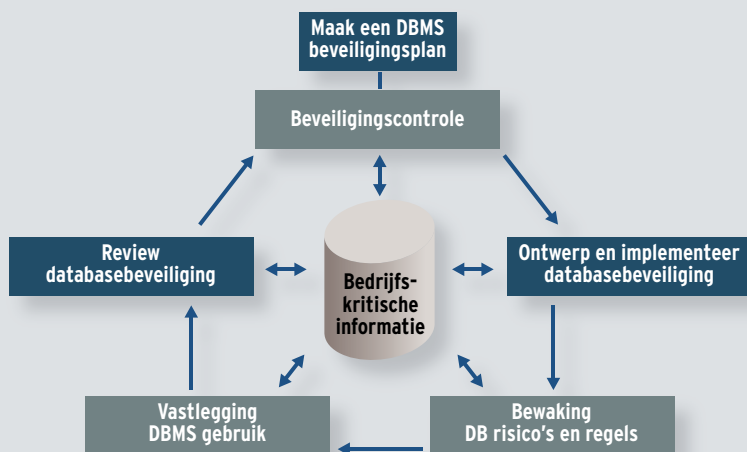 Maak een DBMS
beveiligingsplan
Beveiligingscontrole
Review
databasebeveiliging
Bedrijfs-
kritische
informatie
Ontwerp en implementeer
databasebeveiliging
Vastlegging
DBMS gebruik
Bewaking
DB risico's en regels